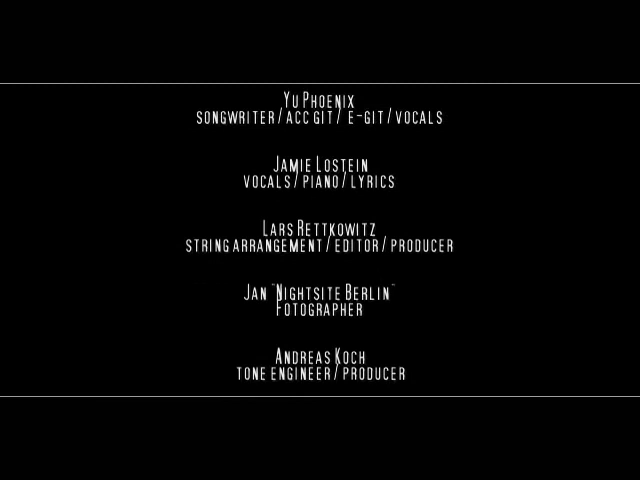 Yu Phoenix
songwriter / acc git / e-git / vocals
Jamie Lostein
vocals / piano / lyrics
Lars Rettkowitz
string arrangement / editor / producer
Jan "Nightsite Berlin"
Fotographer
Andreas Koch
tone engineer / producer